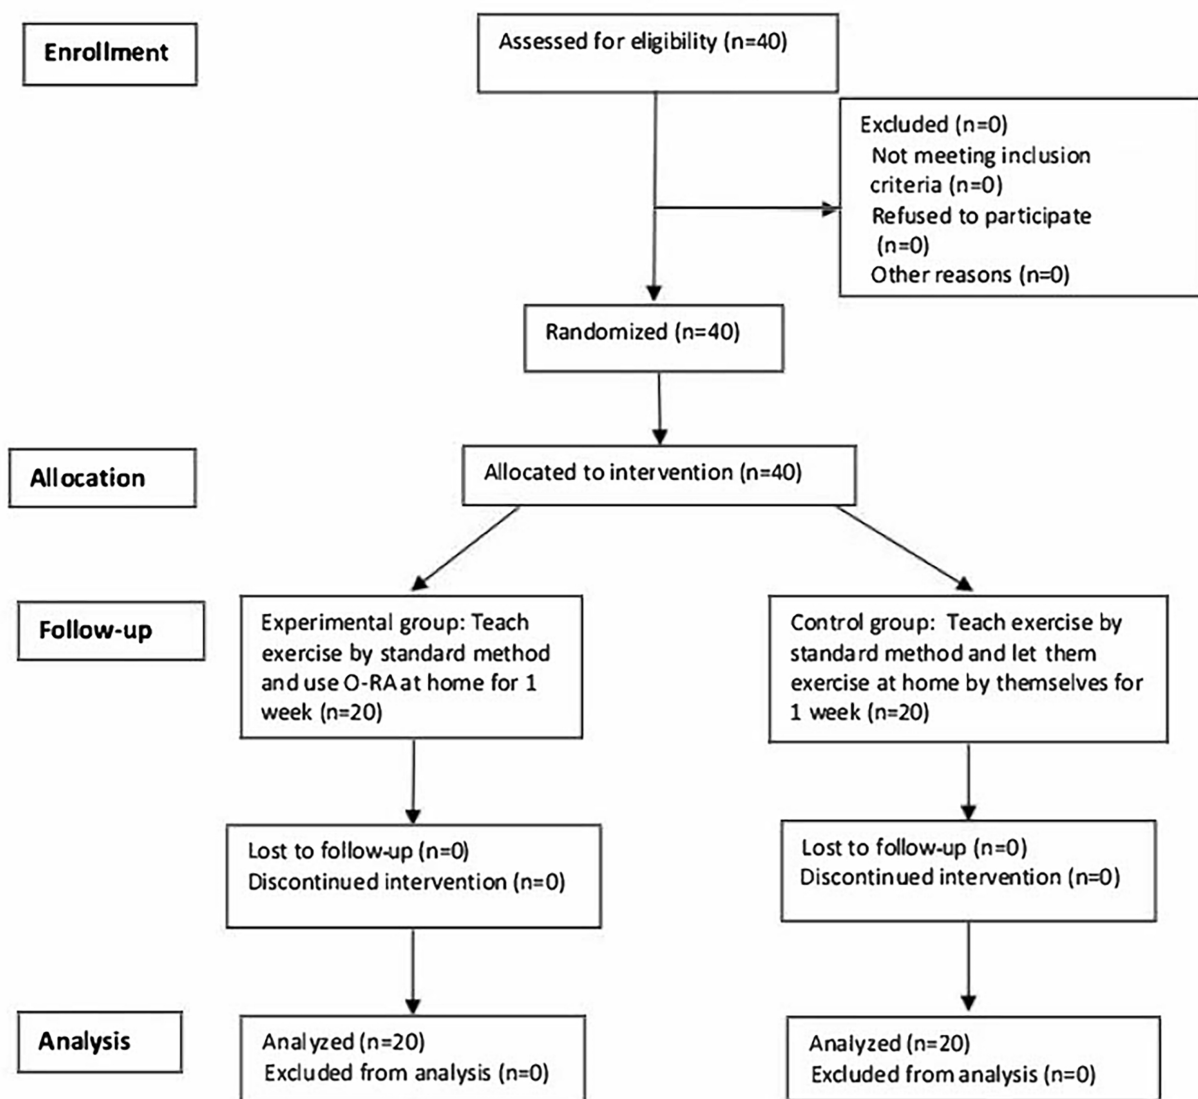 Enrollment
Assessed for eligibility (n=40)
Excluded (n=0)
Not meeting inclusion
criteria (n=0)
Refused to participate
(n=0)
Other reasons (n=0)
Randomized (n=40)
Allocation
Allocated to intervention (n=40)
Follow-up
Experimental group: Teach
exercise by standard method
and use O-RA at home for 1
week (n=20)
Control group: Teach exercise by
standard method and let them
exercise at home by themselves for
1 week (n=20)
Lost to follow-up (n=0)
Discontinued intervention (n=0)
Lost to follow-up (n=0)
Discontinued intervention (n=0)
Analysis
Analyzed (n=20)
Excluded from analysis (n=0)
Analyzed (n=20)
Excluded from analysis (n=0)